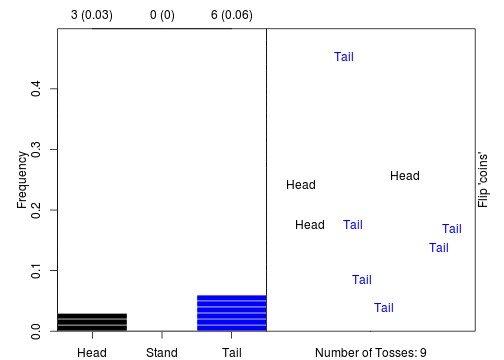 3 (0.03) 0 (0) 6 (0.06)
Frequency
0.4
0.3
0.2
0.1
0.0
Head Stand Tail
Tail
Head
Head
Head Tail
Tail
Tail
Tail
Tail
Number of Tosses: 9
Flip 'coins'